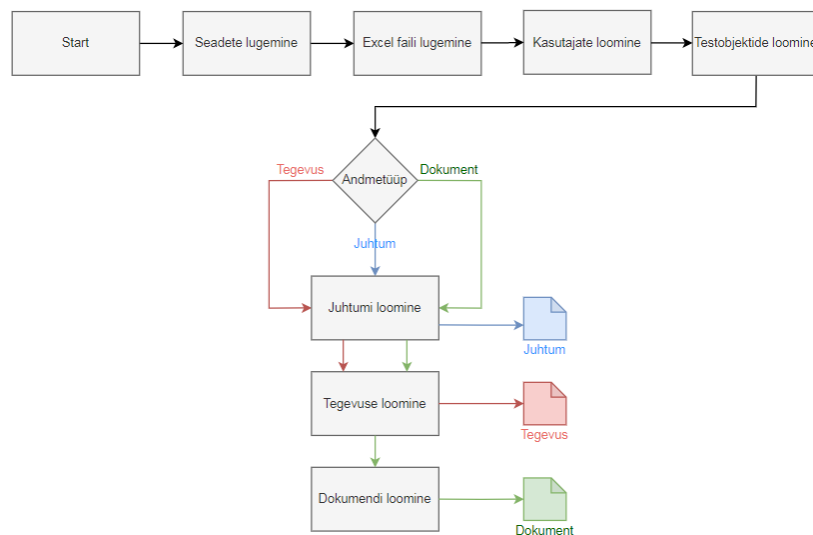 Start
Seadete lugemine
Excel faili lugemine
Kasutajate loomine
Testobjektide loomine
Tegevus
Dokument
Andmetüüp
Juhtum
Juhtumi loomine
Juhtum
Tegevuse loomine
Tegevus
Dokumendi loomine
Dokument